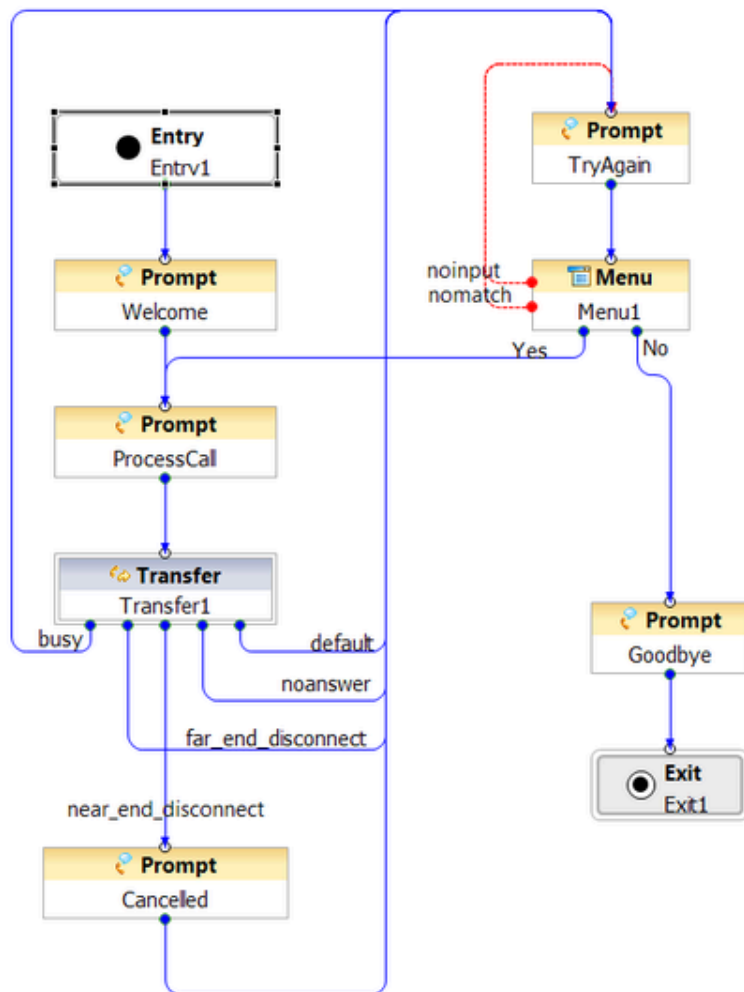 Entry
Entry1
Prompt
TryAgain
Prompt
Welcome
noinput
nomatch
Menu
Menu1
Yes
No
Prompt
ProcessCall
Transfer
Transfer1
busy
default
noanswer
far_end_disconnect
near_end_disconnect
Prompt
Goodbye
Exit
Exit1
Prompt
Cancelled